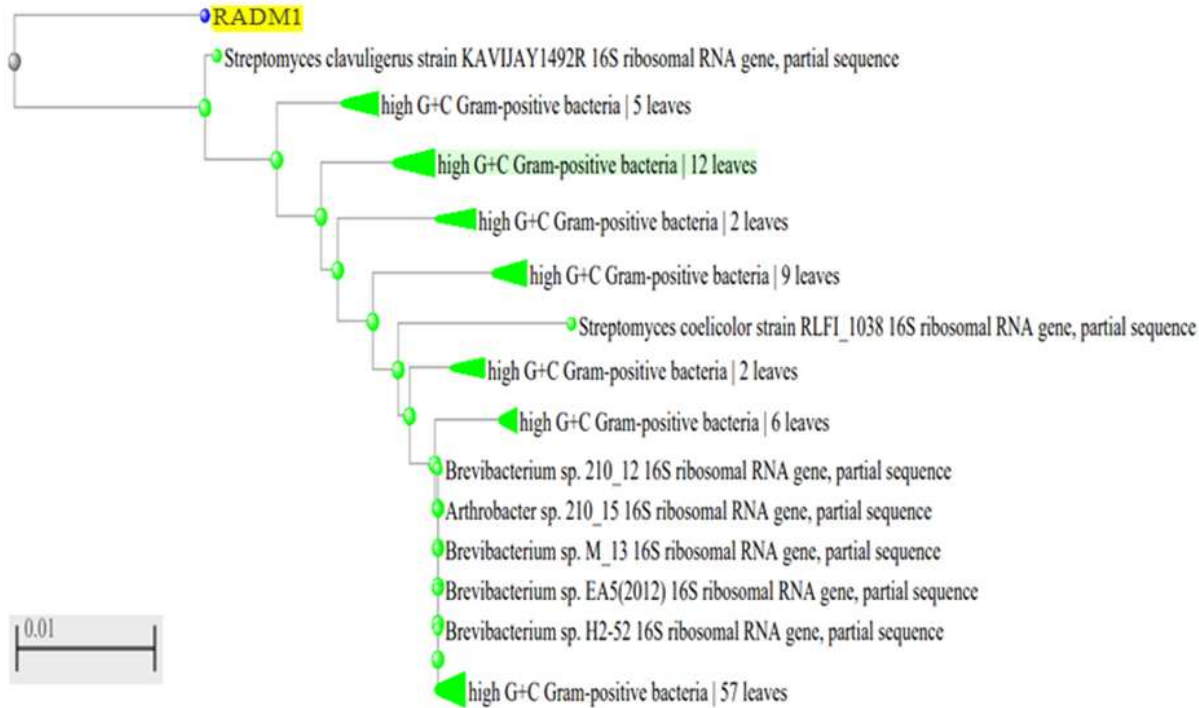 RADM1
Streptomyces clavuligerus strain KAVIJAY1492R 16S ribosomal RNA gene, partial sequence
high G+C Gram-positive bacteria | 5 leaves
high G+C Gram-positive bacteria | 12 leaves
high G+C Gram-positive bacteria | 2 leaves
high G+C Gram-positive bacteria | 9 leaves
Streptomyces coelicolor strain RLFI_1038 16S ribosomal RNA gene, partial sequence
high G+C Gram-positive bacteria | 2 leaves
high G+C Gram-positive bacteria | 6 leaves
Brevibacterium sp. 210_12 16S ribosomal RNA gene, partial sequence
Arthrobacter sp. 210_15 16S ribosomal RNA gene, partial sequence
Brevibacterium sp. M_13 16S ribosomal RNA gene, partial sequence
Brevibacterium sp. EA5(2012) 16S ribosomal RNA gene, partial sequence
Brevibacterium sp. H2-52 16S ribosomal RNA gene, partial sequence
0.01
high G+C Gram-positive bacteria | 57 leaves